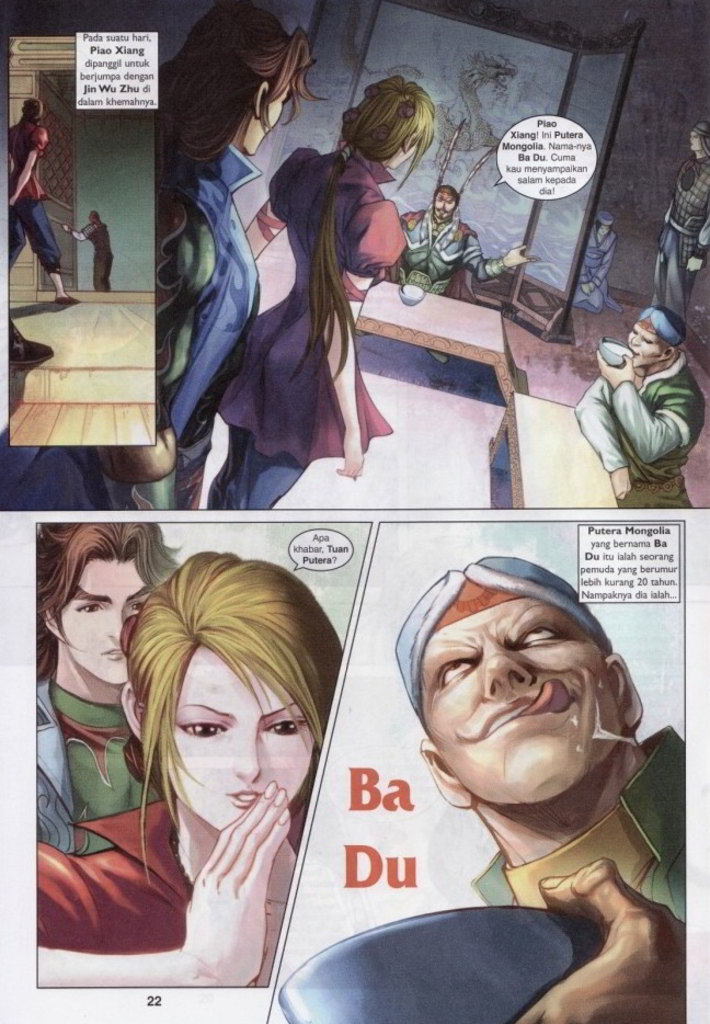 Pada suatu hari,
Piao Xiang
dipanggil untuk
berjumpa dengan
Jin Wu Zhu di
dalam khemahnya.
Piao
Xiang! Ini Putera
Mongolia. Nama-nya
Ba Du. Cuma
kau menyampaikan
salam kepada
dia!
Apa
khabar, Tuan
Putera?
Putera Mongolia
yang bernama Ba
Du itu ialah seorang
pemuda yang berumur
lebih kurang 20 tahun.
Nampaknya dia ialah...
Ba
Du
22